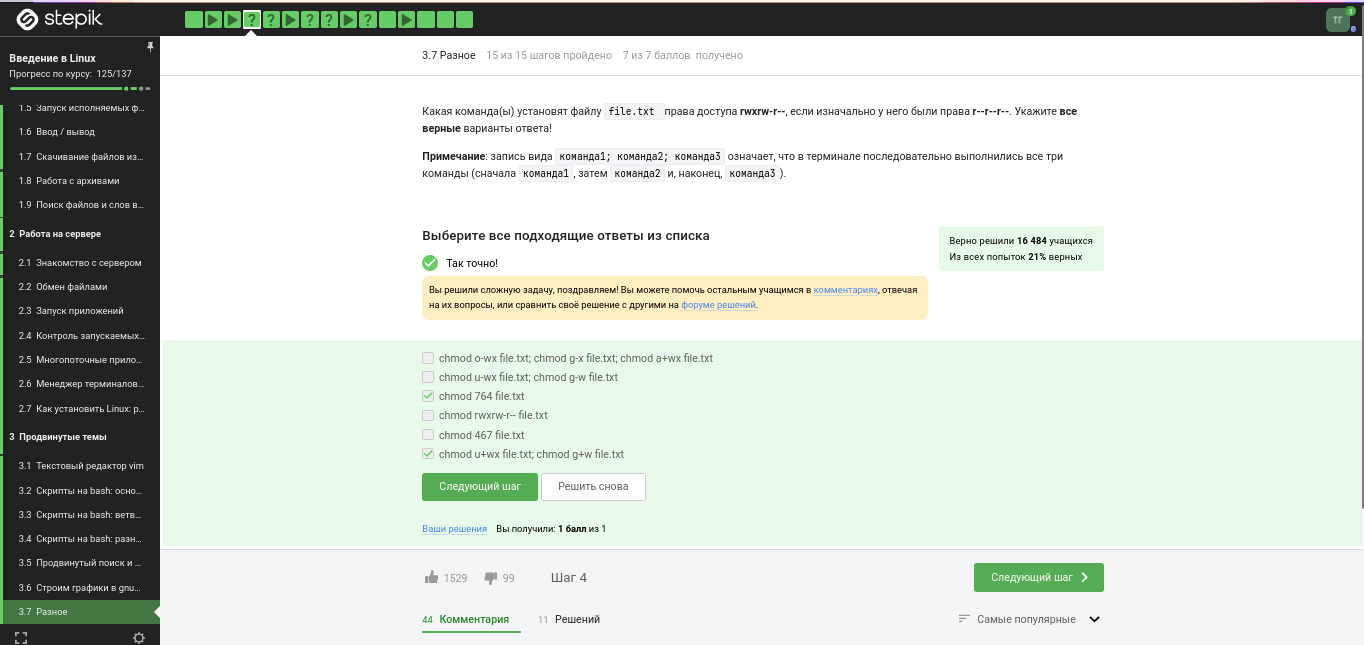 stepik
? ? ? ? ?
ТГ 1
Введение в Linux
Прогресс по курсу: 125/137
1.5 Запуск исполняемых ф...
1.6 Ввод / вывод
1.7 Скачивание файлов из...
1.8 Работа с архивами
1.9 Поиск файлов и слов в...
2 Работа на сервере
2.1 Знакомство с сервером
2.2 Обмен файлами
2.3 Запуск приложений
2.4 Контроль запускаемых...
2.5 Многопоточные прило...
2.6 Менеджер терминалов...
2.7 Как установить Linux: р...
3 Продвинутые темы
3.1 Текстовый редактор vim
3.2 Скрипты на bash: осно...
3.3 Скрипты на bash: ветв...
3.4 Скрипты на bash: разн...
3.5 Продвинутый поиск и ...
3.6 Строим графики в gnu...
3.7 Разное
3.7 Разное 15 из 15 шагов пройдено 7 из 7 баллов получено
Какая команда(ы) установят файлу file.txt права доступа rwxrw-r--, если изначально у него были права r--r--r--. Укажите все
верные варианты ответа!
Примечание: запись вида команда1; команда2; команда3 означает, что в терминале последовательно выполнились все три
команды (сначала команда1, затем команда2 и, наконец, команда3).
Выберите все подходящие ответы из списка
Верно решили 16 484 учащихся
Из всех попыток 21% верных
Так точно!
Вы решили сложную задачу, поздравляем! Вы можете помочь остальным учащимся в комментариях, отвечая
на их вопросы, или сравнить своё решение с другими на форуме решений.
chmod o-wx file.txt; chmod g-x file.txt; chmod a+wx file.txt
chmod u-wx file.txt; chmod g-w file.txt
chmod 764 file.txt
chmod rwxrw-r-- file.txt
chmod 467 file.txt
chmod u+wx file.txt; chmod g+w file.txt
Следующий шаг Решить снова
Ваши решения Вы получили: 1 балл из 1
1529 99 Шаг 4 Следующий шаг
44 Комментария 11 Решений Самые популярные